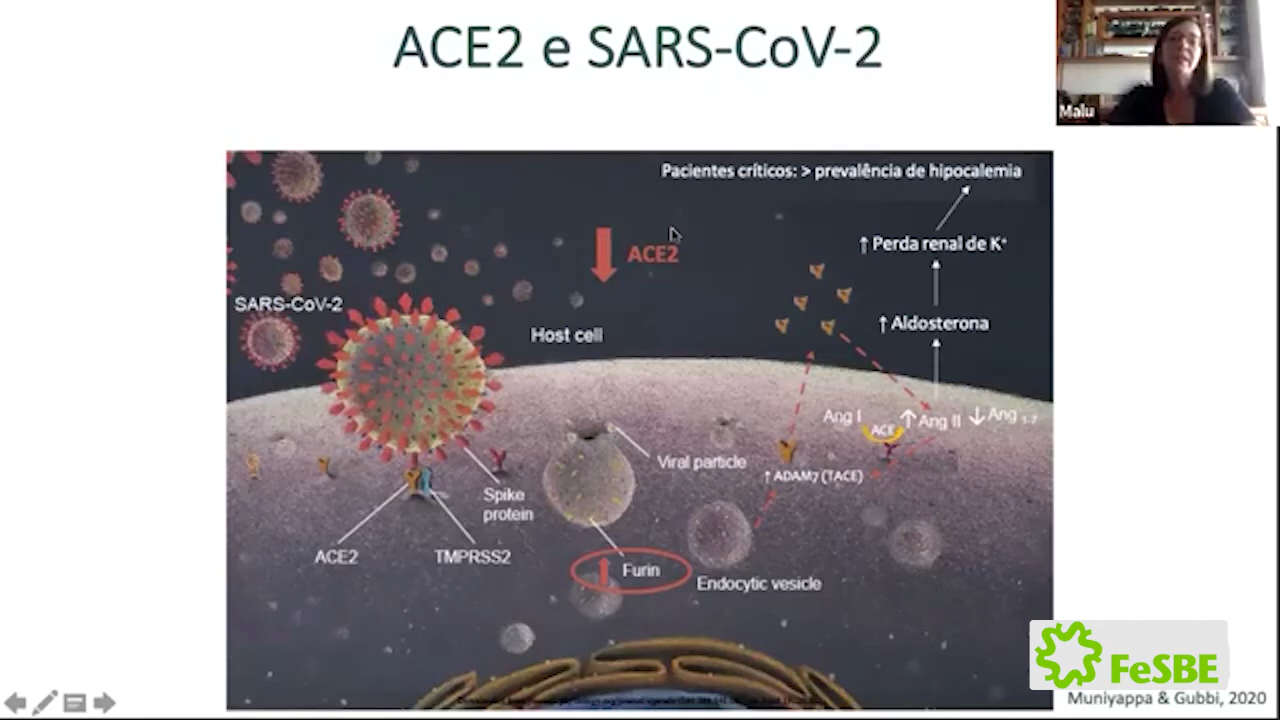 ACE2 e SARS-CoV-2
Malu
Pacientes críticos: > prevalência de hipocalemia
↑ Perda renal de K⁺
ACE2
SARS-CoV-2
↑ Aldosterona
Host cell
Ang I
ACE
↑ Ang II
↓ Ang 1-7
Viral particle
↑ ADAM7 (TACE)
Spike
protein
ACE2
TMPRSS2
Furin
Endocytic vesicle
FeSBE
Muniyappa & Gubbi, 2020